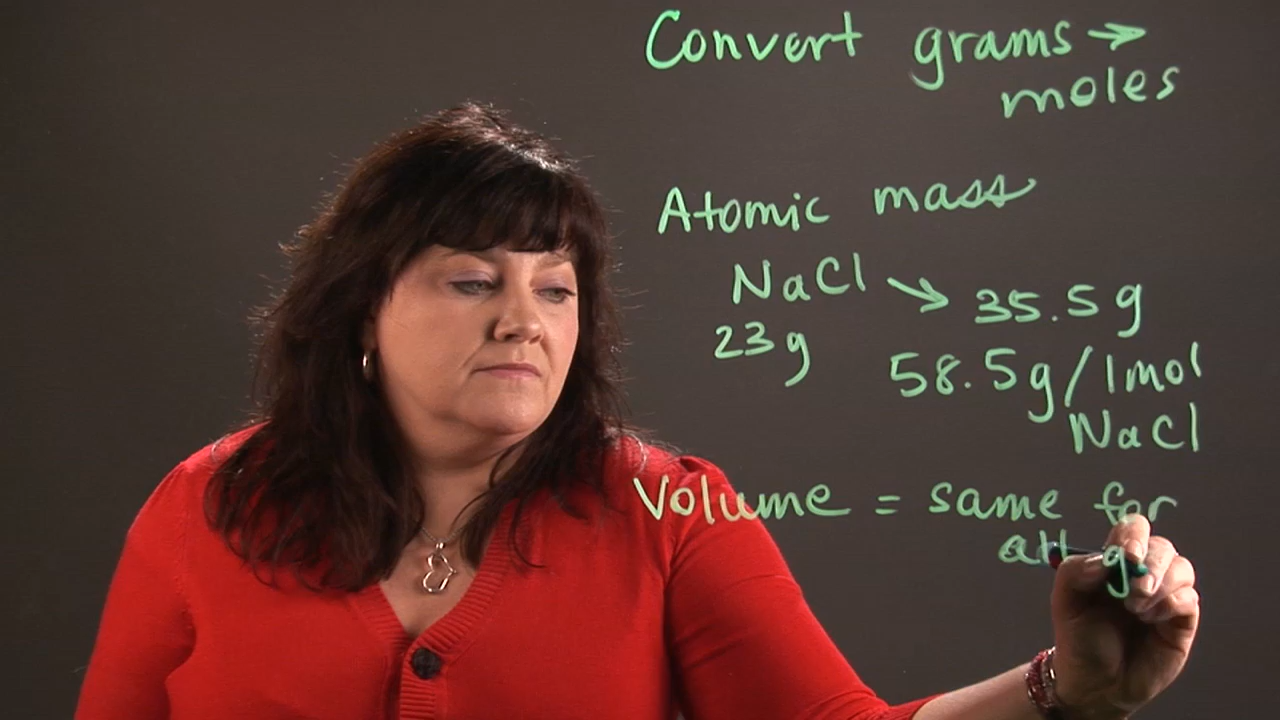 Convert grams →
moles
Atomic mass
NaCl → 35.5g
23g
58.5g/1mol
NaCl
Volume = same for
all g